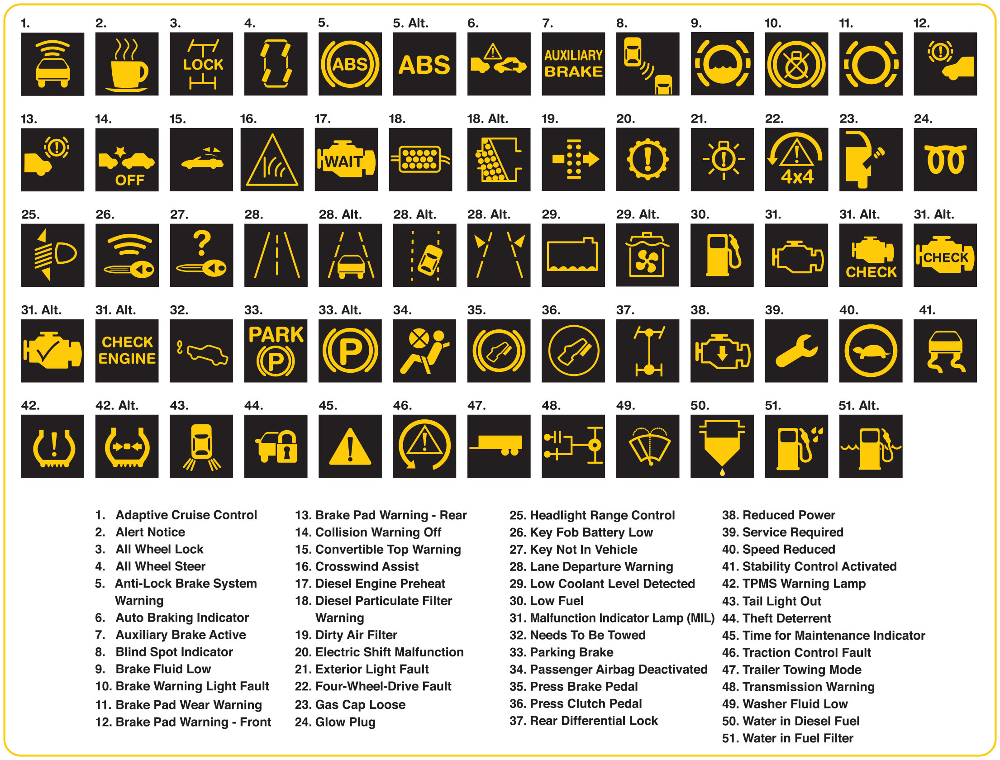 1. 2. 3. 4. 5. 5. Alt. 6. 7. 8. 9. 10. 11. 12.
LOCK
ABS
ABS
AUXILIARY
BRAKE
13. 14. 15. 16. 17. 18. 18. Alt. 19. 20. 21. 22. 23. 24.
OFF
WAIT
!
!
4x4
25. 26. 27. 28. 28. Alt. 28. Alt. 28. Alt. 29. 29. Alt. 30. 31. 31. Alt. 31. Alt.
?
CHECK
CHECK
31. Alt. 31. Alt. 32. 33. 33. Alt. 34. 35. 36. 37. 38. 39. 40. 41.
CHECK
ENGINE
PARK
P
P
42. 42. Alt. 43. 44. 45. 46. 47. 48. 49. 50. 51. 51. Alt.
!
!
!
1. Adaptive Cruise Control
2. Alert Notice
3. All Wheel Lock
4. All Wheel Steer
5. Anti-Lock Brake System
Warning
6. Auto Braking Indicator
7. Auxiliary Brake Active
8. Blind Spot Indicator
9. Brake Fluid Low
10. Brake Warning Light Fault
11. Brake Pad Wear Warning
12. Brake Pad Warning - Front
13. Brake Pad Warning - Rear
14. Collision Warning Off
15. Convertible Top Warning
16. Crosswind Assist
17. Diesel Engine Preheat
18. Diesel Particulate Filter
Warning
19. Dirty Air Filter
20. Electric Shift Malfunction
21. Exterior Light Fault
22. Four-Wheel-Drive Fault
23. Gas Cap Loose
24. Glow Plug
25. Headlight Range Control
26. Key Fob Battery Low
27. Key Not In Vehicle
28. Lane Departure Warning
29. Low Coolant Level Detected
30. Low Fuel
31. Malfunction Indicator Lamp (MIL)
32. Needs To Be Towed
33. Parking Brake
34. Passenger Airbag Deactivated
35. Press Brake Pedal
36. Press Clutch Pedal
37. Rear Differential Lock
38. Reduced Power
39. Service Required
40. Speed Reduced
41. Stability Control Activated
42. TPMS Warning Lamp
43. Tail Light Out
44. Theft Deterrent
45. Time for Maintenance Indicator
46. Traction Control Fault
47. Trailer Towing Mode
48. Transmission Warning
49. Washer Fluid Low
50. Water in Diesel Fuel
51. Water in Fuel Filter